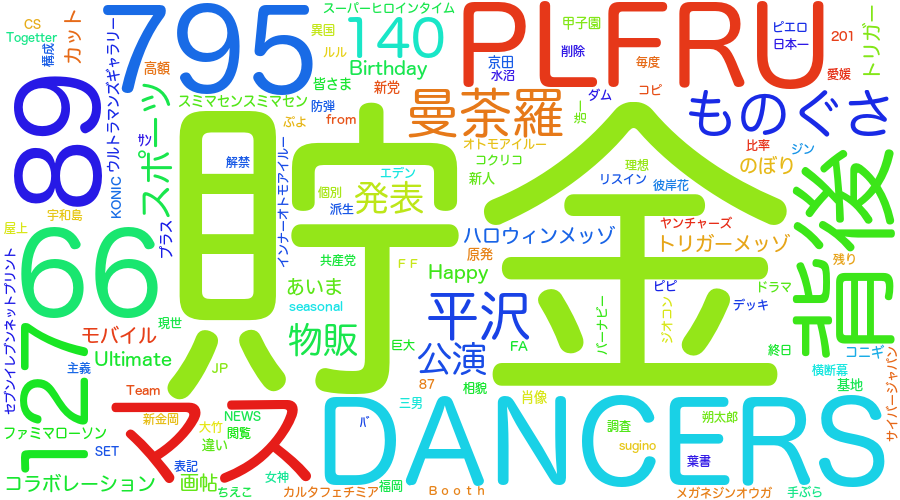 スーパーヒロインタイム
CS
Togetter
構成
カット
KONIC ウルトラマンズギャラリー
795
140
Birthday
異国
ルル
皆さま
高額
スミマセンスミマセン
防弾
新党
ぷよ
from
PLFRU
甲子園
削除
京田
水沼
毎度
ダム
コピ
ピエロ
日本一
201
愛媛
トリガー
89
スポーツ
サン
解禁
インナーオトモアイルー
曼荼羅
浩一
ものぐさ
オトモアイルー
コクリコ
新人
エデン
個別
派生
発表
理想
リスイン
彼岸花
比率
ジン
のぼり
貯金
背後
宇和島
屋上
プラス
66
共産党
ハロウィンメッゾ
原発
ヤンチャーズ
トリガーメッゾ
残り
FF
Happy
あいま
seasonal
ピピ
ドラマ
デッキ
セブンイレブンネットプリント
現世
モバイル
Ultimate
主義
127
物販
平沢
公演
巨大
FA
バーナビー
ジオコン
終日
コニギ
JP
87
相貌
横断幕
基地
サイバージャパン
Team
新金岡
マス
大竹
NEWS
閲覧
違い
三男
パ
DANCERS
肖像
調査
sugino
朔太郎
葉書
ファミマローソン
SET
コラボレーション
表記
画帖
ちえこ
女神
カルタフェチミア
福岡
Booth
メガネジンオウガ
手ぶら